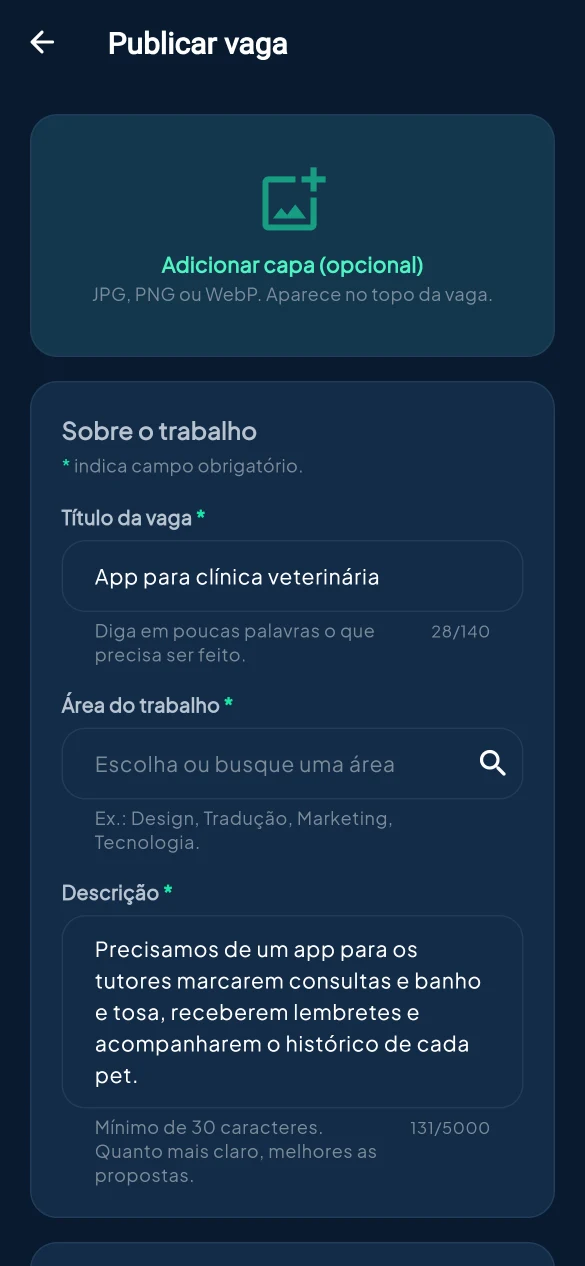 Publicar vaga
Adicionar capa (opcional)
JPG, PNG ou WebP. Aparece no topo da vaga.
Sobre o trabalho
* indica campo obrigatório.
Título da vaga *
App para clínica veterinária
Diga em poucas palavras o que
precisa ser feito.
28/140
Área do trabalho *
Escolha ou busque uma área
Ex.: Design, Tradução, Marketing,
Tecnologia.
Descrição *
Precisamos de um app para os
tutores marcarem consultas e banho
e tosa, receberem lembretes e
acompanharem o histórico de cada
pet.
Mínimo de 30 caracteres.
Quanto mais claro, melhores as
propostas.
131/5000